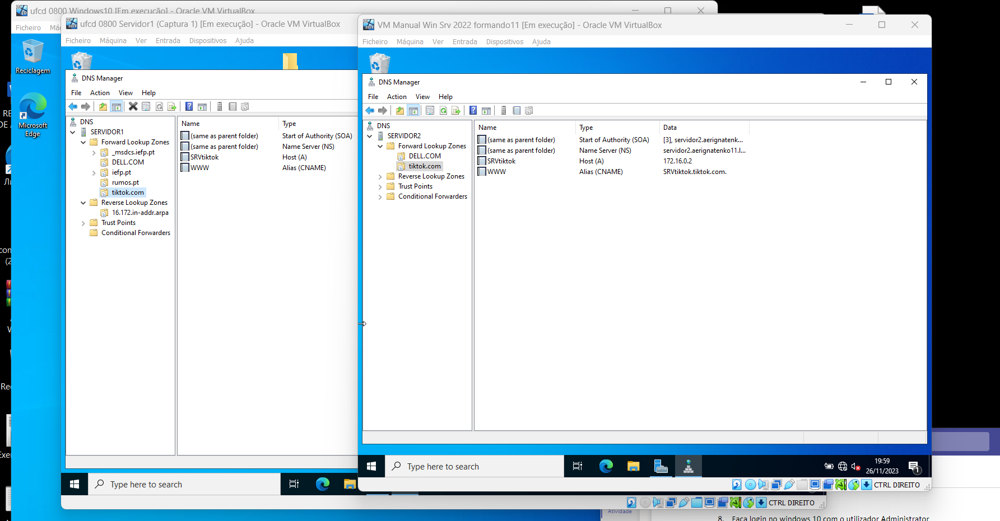 ufcd 0800 Windows10 [Em execução] - Oracle VM VirtualBox
Ficheiro
Reciclagem
Microsoft Edge
ufcd 0800 Servidor1 (Captura 1) [Em execução] - Oracle VM VirtualBox
Ficheiro Máquina Ver Entrada Dispositivos Ajuda
DNS Manager
File Action View Help
DNS
SERVIDOR1
Forward Lookup Zones
_msdcs.iefp.pt
DELL.COM
iefp.pt
rumos.pt
tiktok.com
Reverse Lookup Zones
16.172.in-addr.arpa
Trust Points
Conditional Forwarders
Name Type
(same as parent folder) Start of Authority (SOA)
(same as parent folder) Name Server (NS)
SRVtiktok Host (A)
WWW Alias (CNAME)
Type here to search
CTRL DIREITO
VM Manual Win Srv 2022 formando11 [Em execução] - Oracle VM VirtualBox
Ficheiro Máquina Ver Entrada Dispositivos Ajuda
DNS Manager
File Action View Help
DNS
SERVIDOR2
Forward Lookup Zones
DELL.COM
tiktok.com
Reverse Lookup Zones
Trust Points
Conditional Forwarders
Name Type Data
(same as parent folder) Start of Authority (SOA) [3], servidor2.aerignatenk...
(same as parent folder) Name Server (NS) servidor2.aerignatenko11.l...
SRVtiktok Host (A) 172.16.0.2
WWW Alias (CNAME) SRVtiktok.tiktok.com.
Type here to search
19:59
26/11/2023
1
CTRL DIREITO
Atividade
8. Faça login no windows 10 com o utilizador Administrator